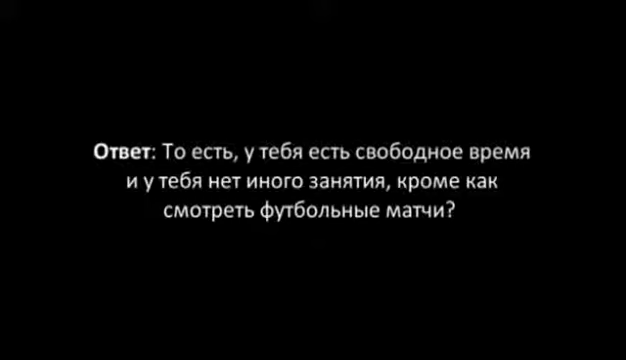 Ответ: То есть, у тебя есть свободное время
и у тебя нет иного занятия, кроме как
смотреть футбольные матчи?